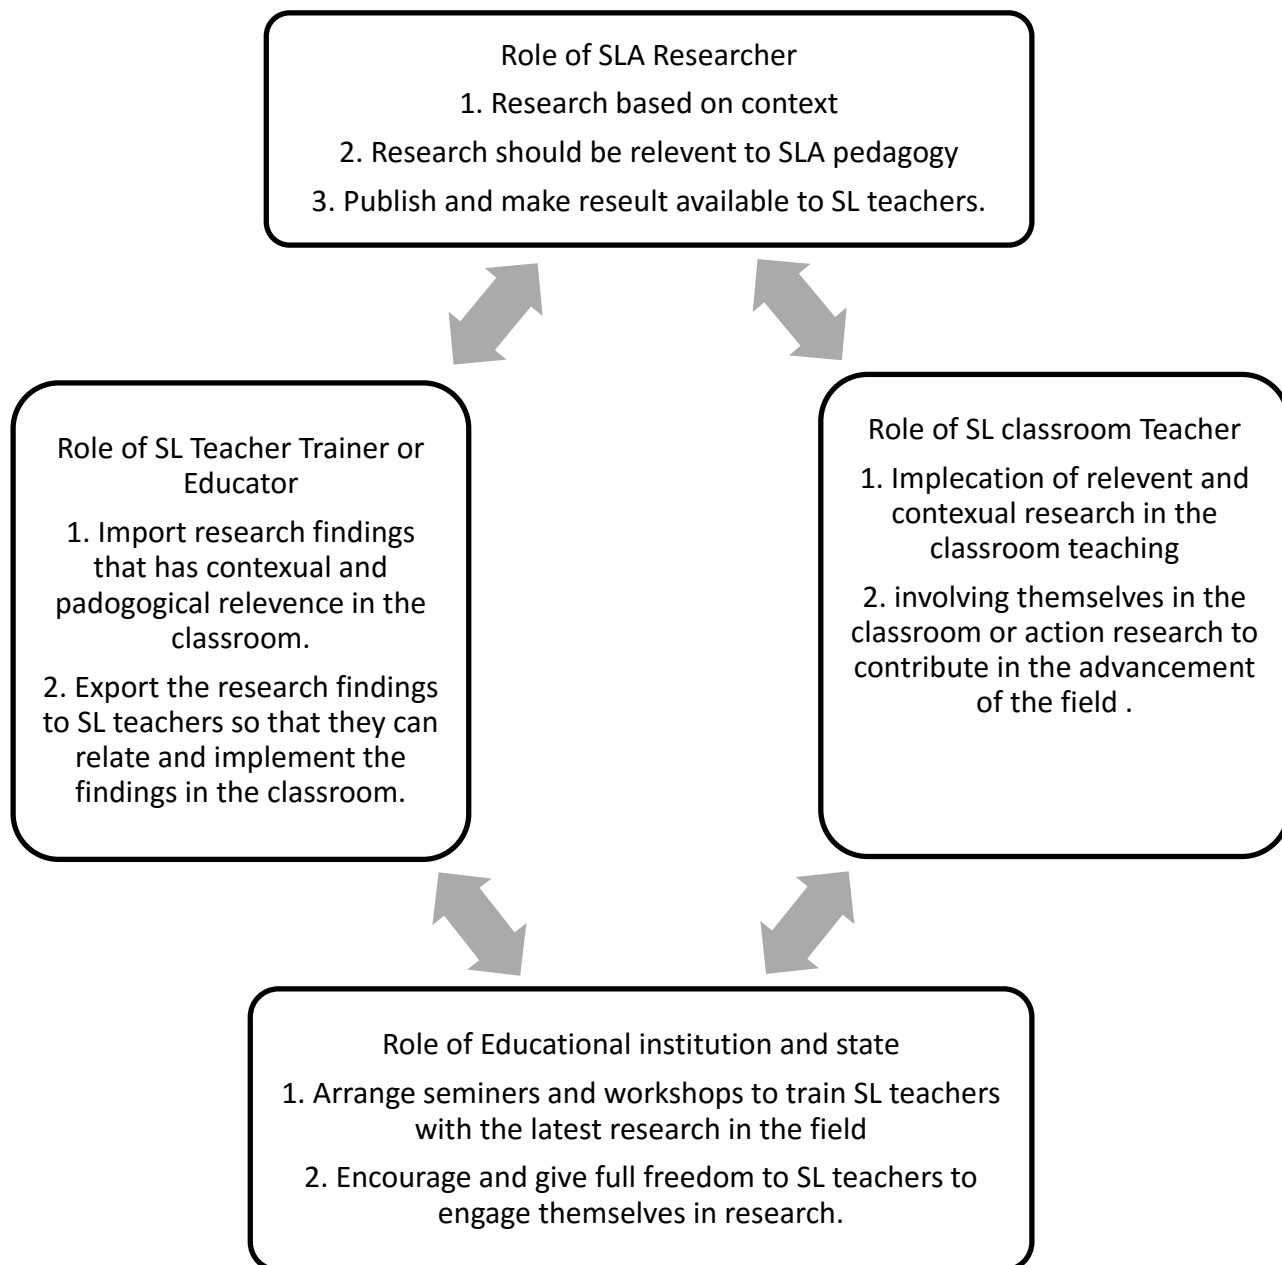 Role of SLA Researcher
1. Research based on context
2. Research should be relevent to SLA pedagogy
3. Publish and make reseult available to SL teachers.
Role of SL Teacher Trainer or
Educator
1. Import research findings
that has contexual and
padogogical relevence in the
classroom.
2. Export the research findings
to SL teachers so that they can
relate and implement the
findings in the classroom.
Role of SL classroom Teacher
1. Implecation of relevent and
contexual research in the
classroom teaching
2. involving themselves in the
classroom or action research to
contribute in the advancement
of the field .
Role of Educational institution and state
1. Arrange seminers and workshops to train SL teachers
with the latest research in the field
2. Encourage and give full freedom to SL teachers to
engage themselves in research.